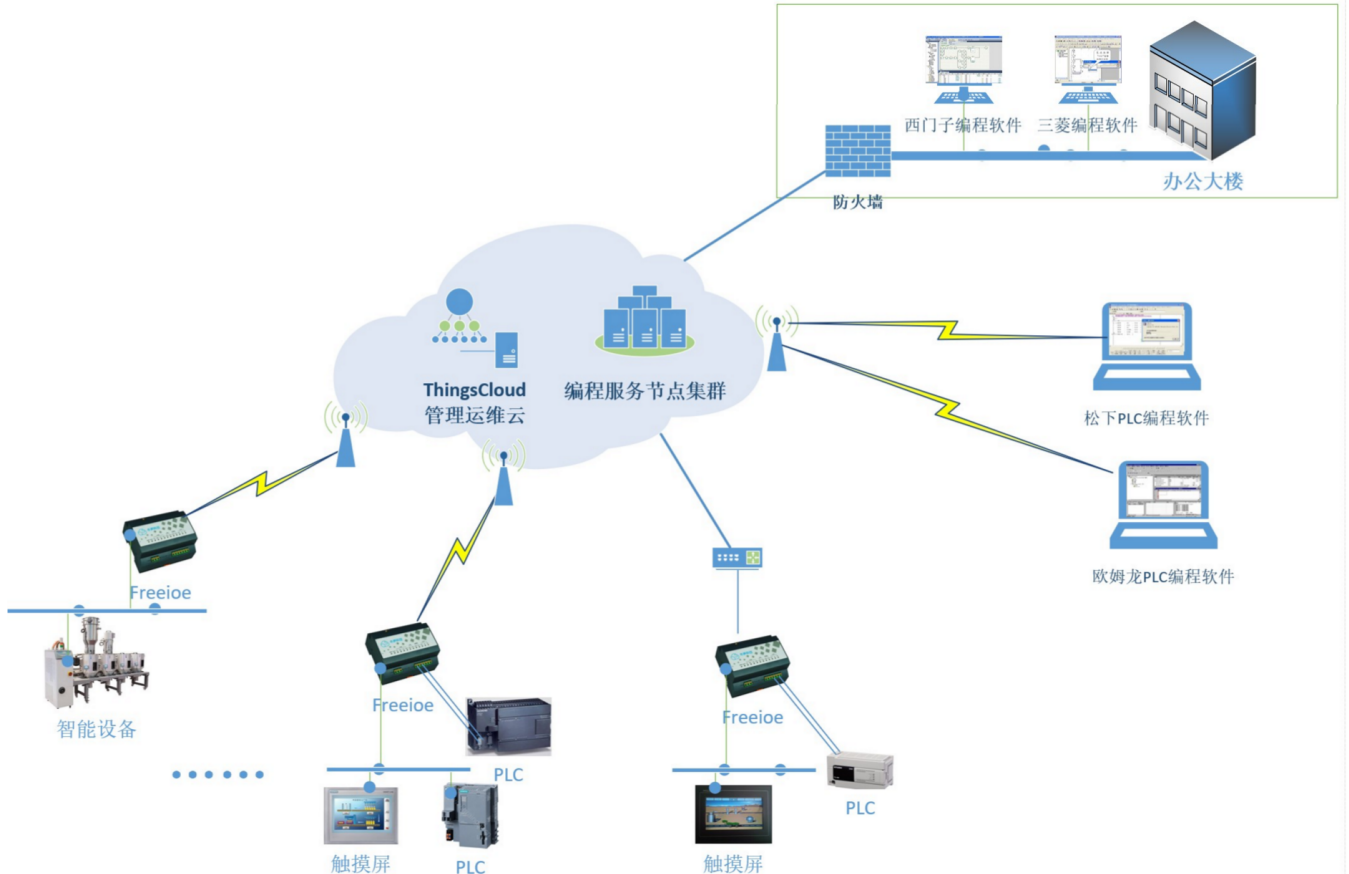 西门子编程软件
三菱编程软件
办公大楼
防火墙
ThingsCloud
管理运维云
编程服务节点集群
松下PLC编程软件
欧姆龙PLC编程软件
Freeioe
智能设备
Freeioe
PLC
触摸屏
PLC
Freeioe
PLC
触摸屏